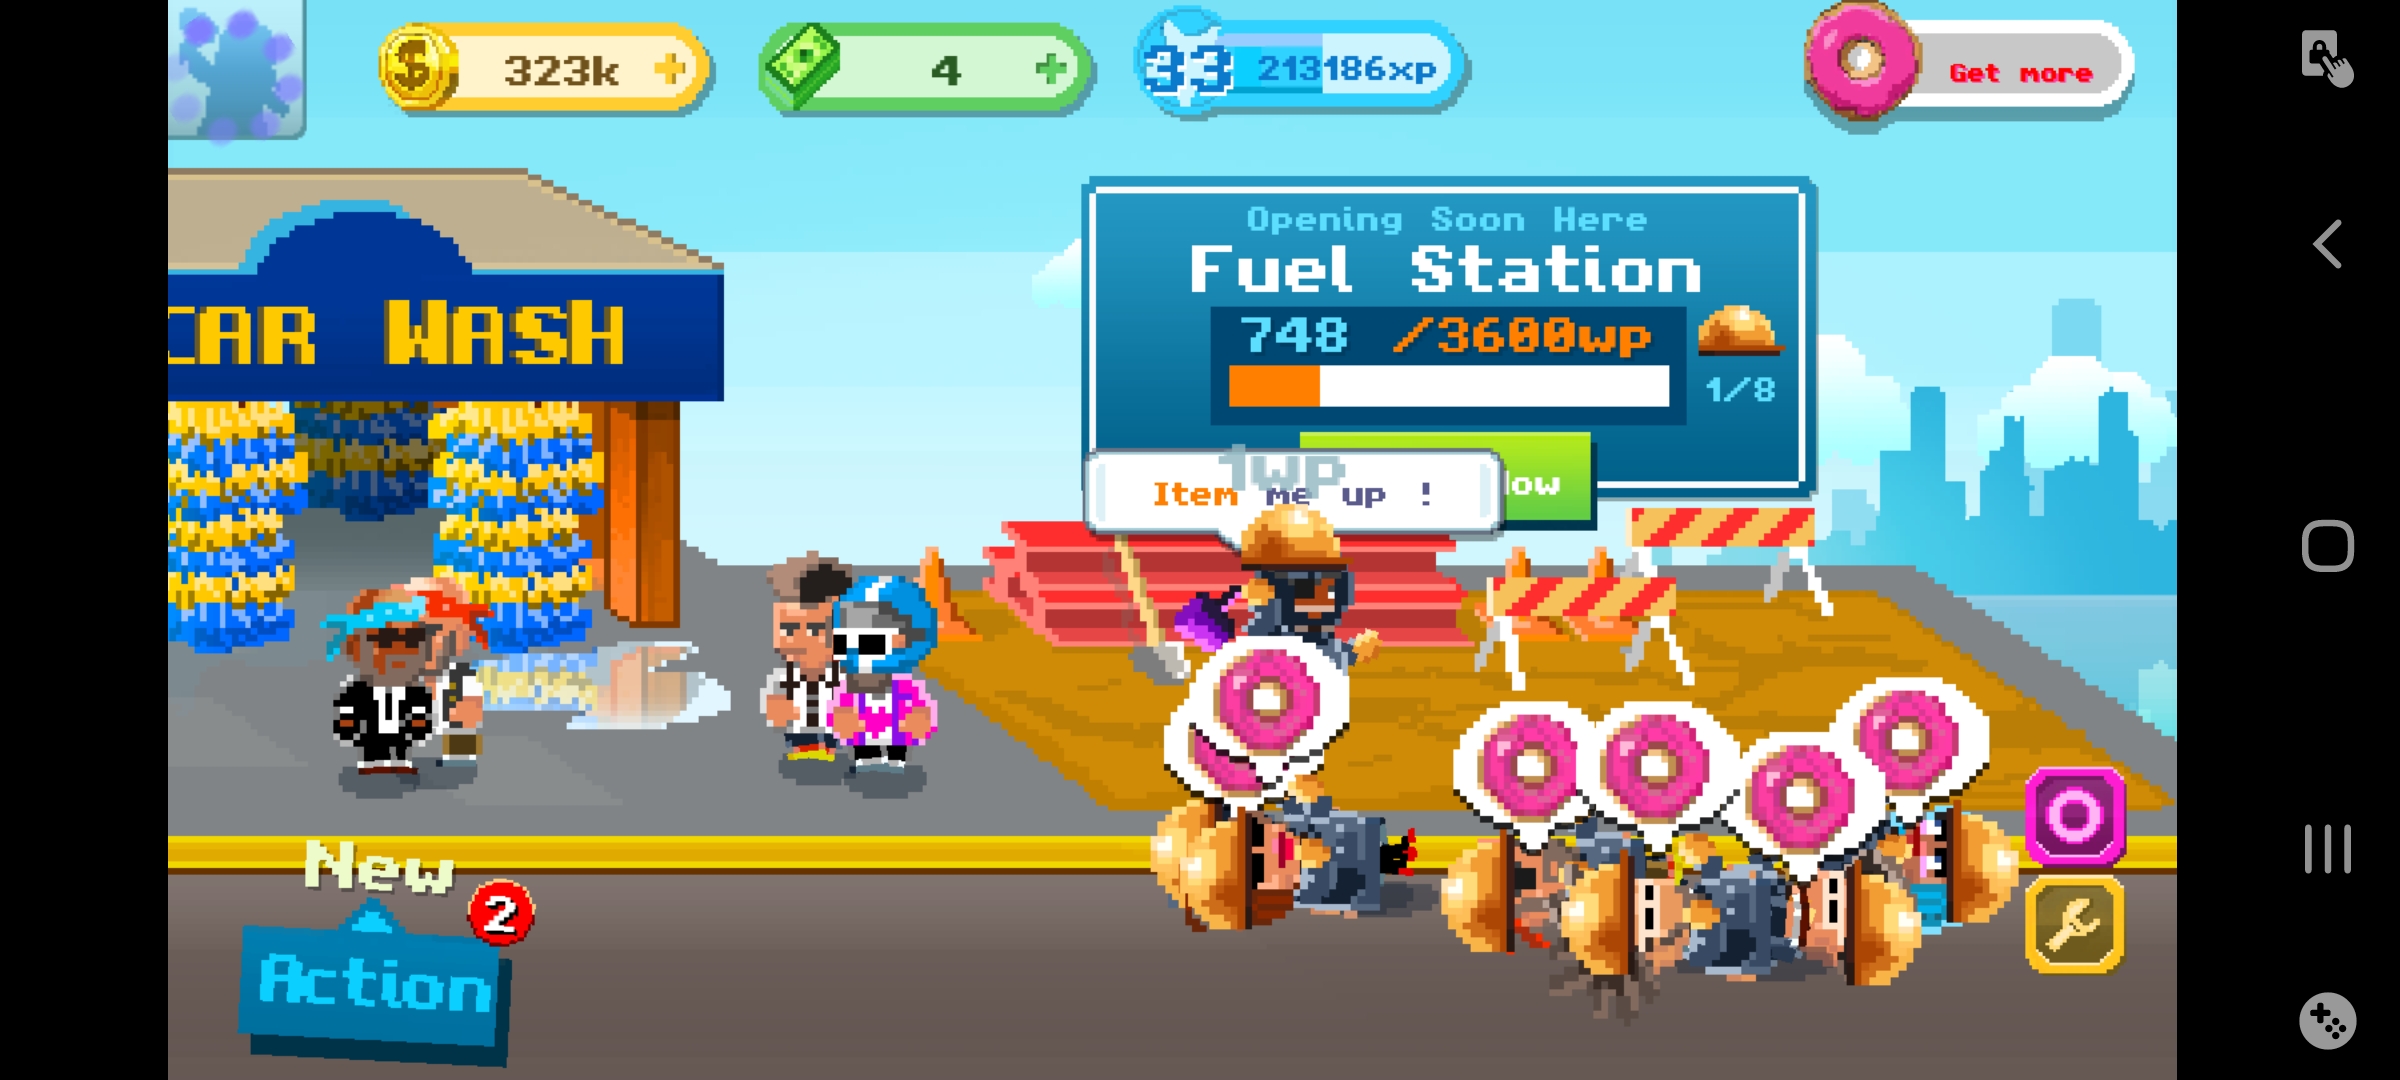 323k
4
33
213186xp
Get more
Opening Soon Here
Fuel Station
748 /3600wp
1/8
CAR WASH
1wp
Item me up !
New
2
Action